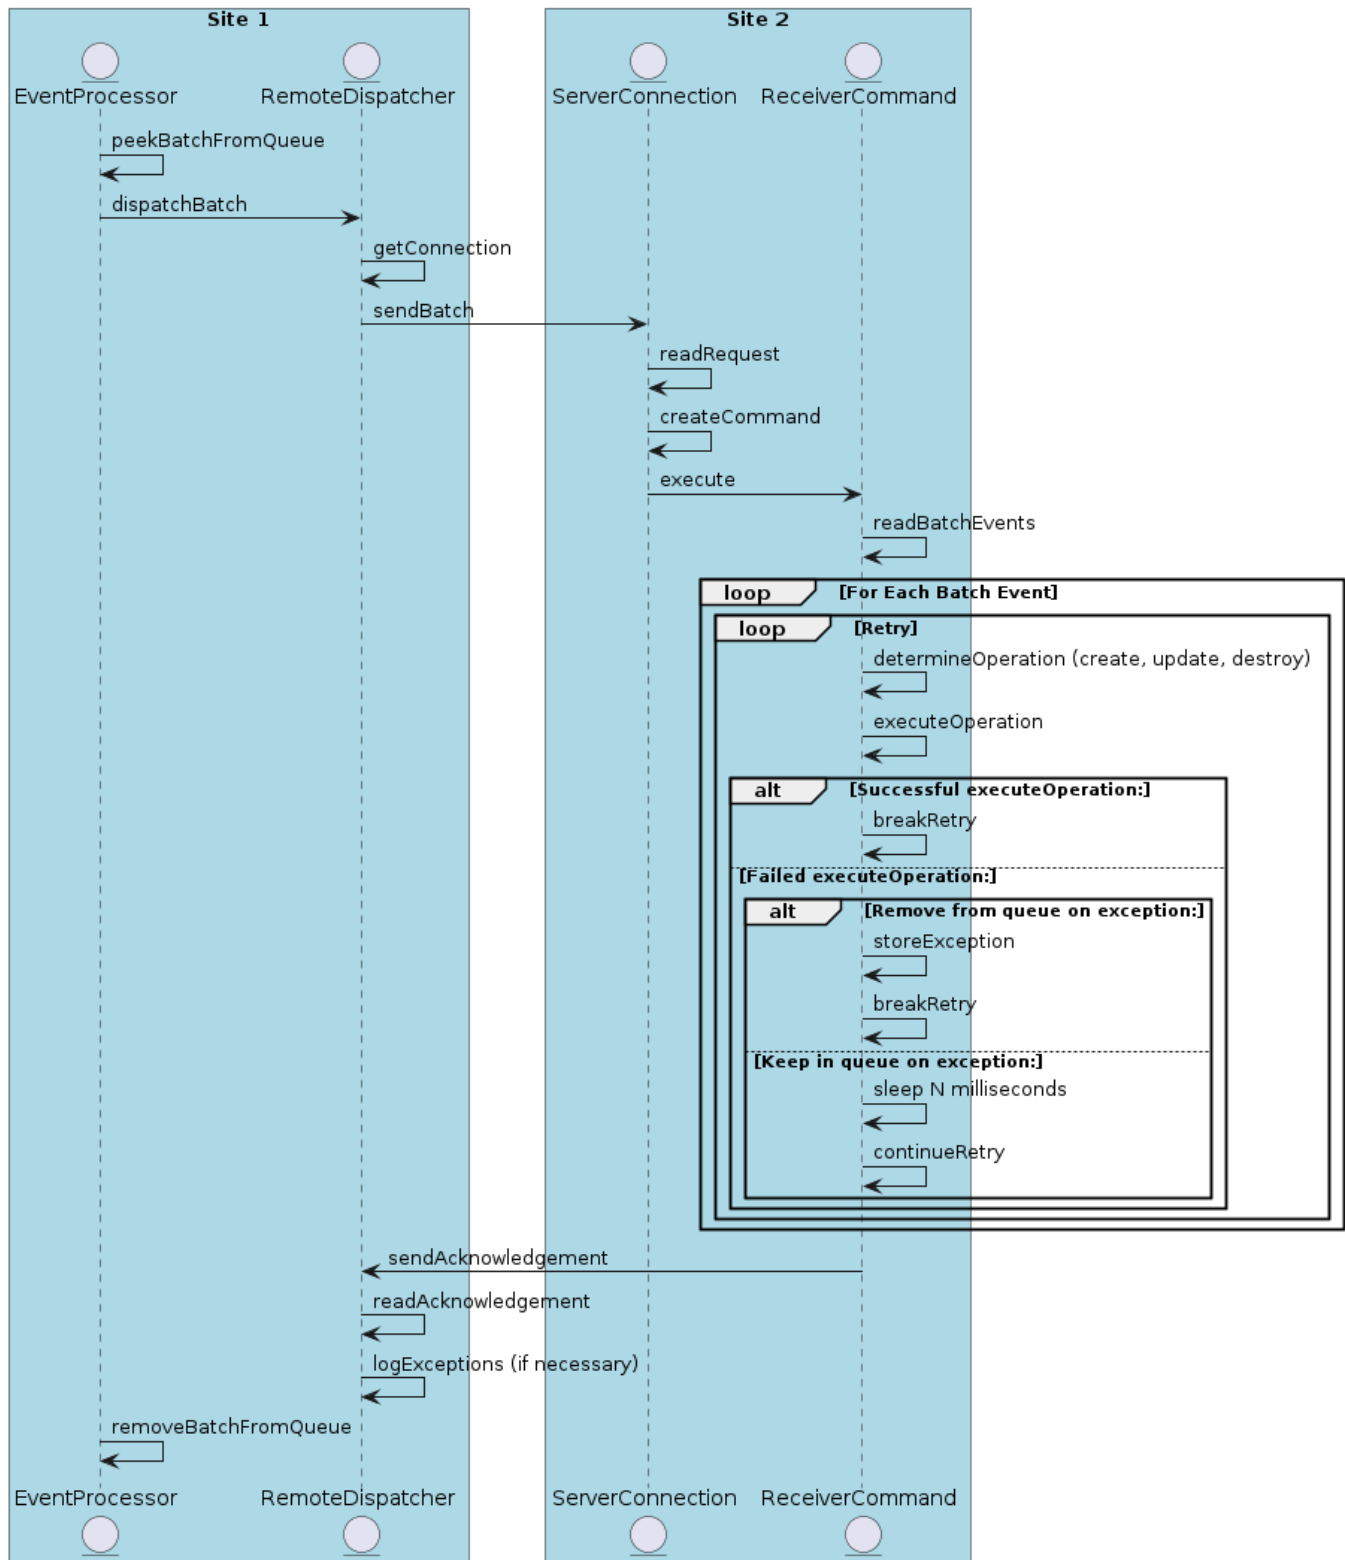 Site 1
Site 2
EventProcessor
RemoteDispatcher
ServerConnection
ReceiverCommand
peekBatchFromQueue
dispatchBatch
getConnection
sendBatch
readRequest
createCommand
execute
readBatchEvents
loop
[For Each Batch Event]
loop
[Retry]
determineOperation (create, update, destroy)
executeOperation
alt
[Successful executeOperation:]
breakRetry
[Failed executeOperation:]
alt
[Remove from queue on exception:]
storeException
breakRetry
[Keep in queue on exception:]
sleep N milliseconds
continueRetry
sendAcknowledgement
readAcknowledgement
logExceptions (if necessary)
removeBatchFromQueue
EventProcessor
RemoteDispatcher
ServerConnection
ReceiverCommand